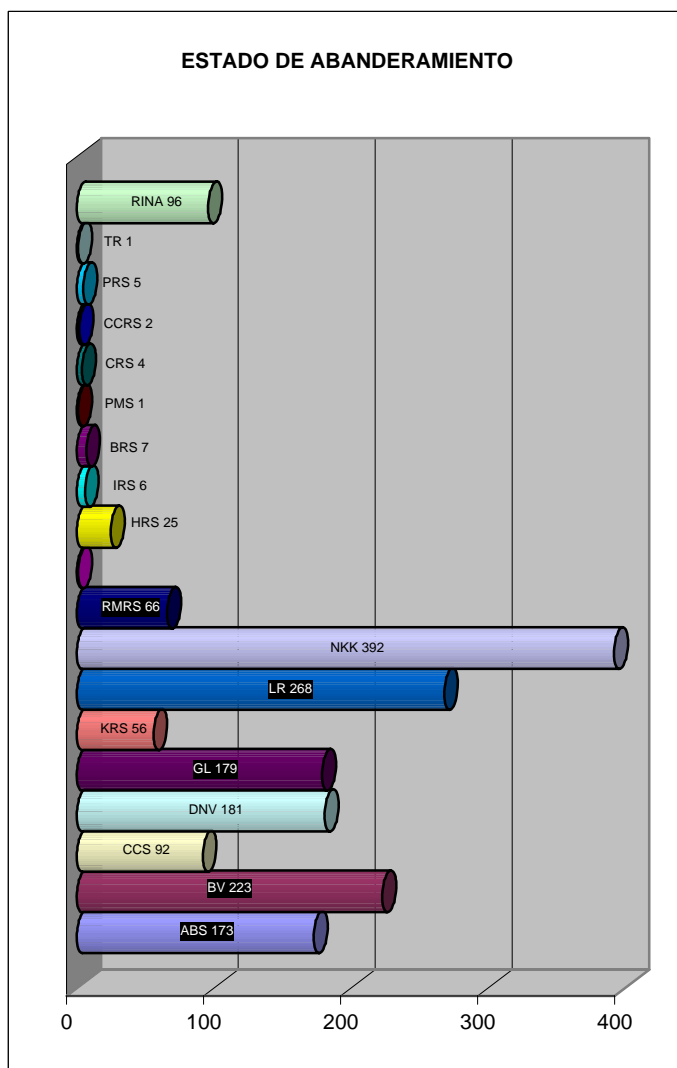 ESTADO DE ABANDERAMIENTO
RINA 96
TR 1
PRS 5
CCRS 2
CRS 4
PMS 1
BRS 7
IRS 6
HRS 25
RMRS 66
NKK 392
LR 268
KRS 56
GL 179
DNV 181
CCS 92
BV 223
ABS 173
0 100 200 300 400